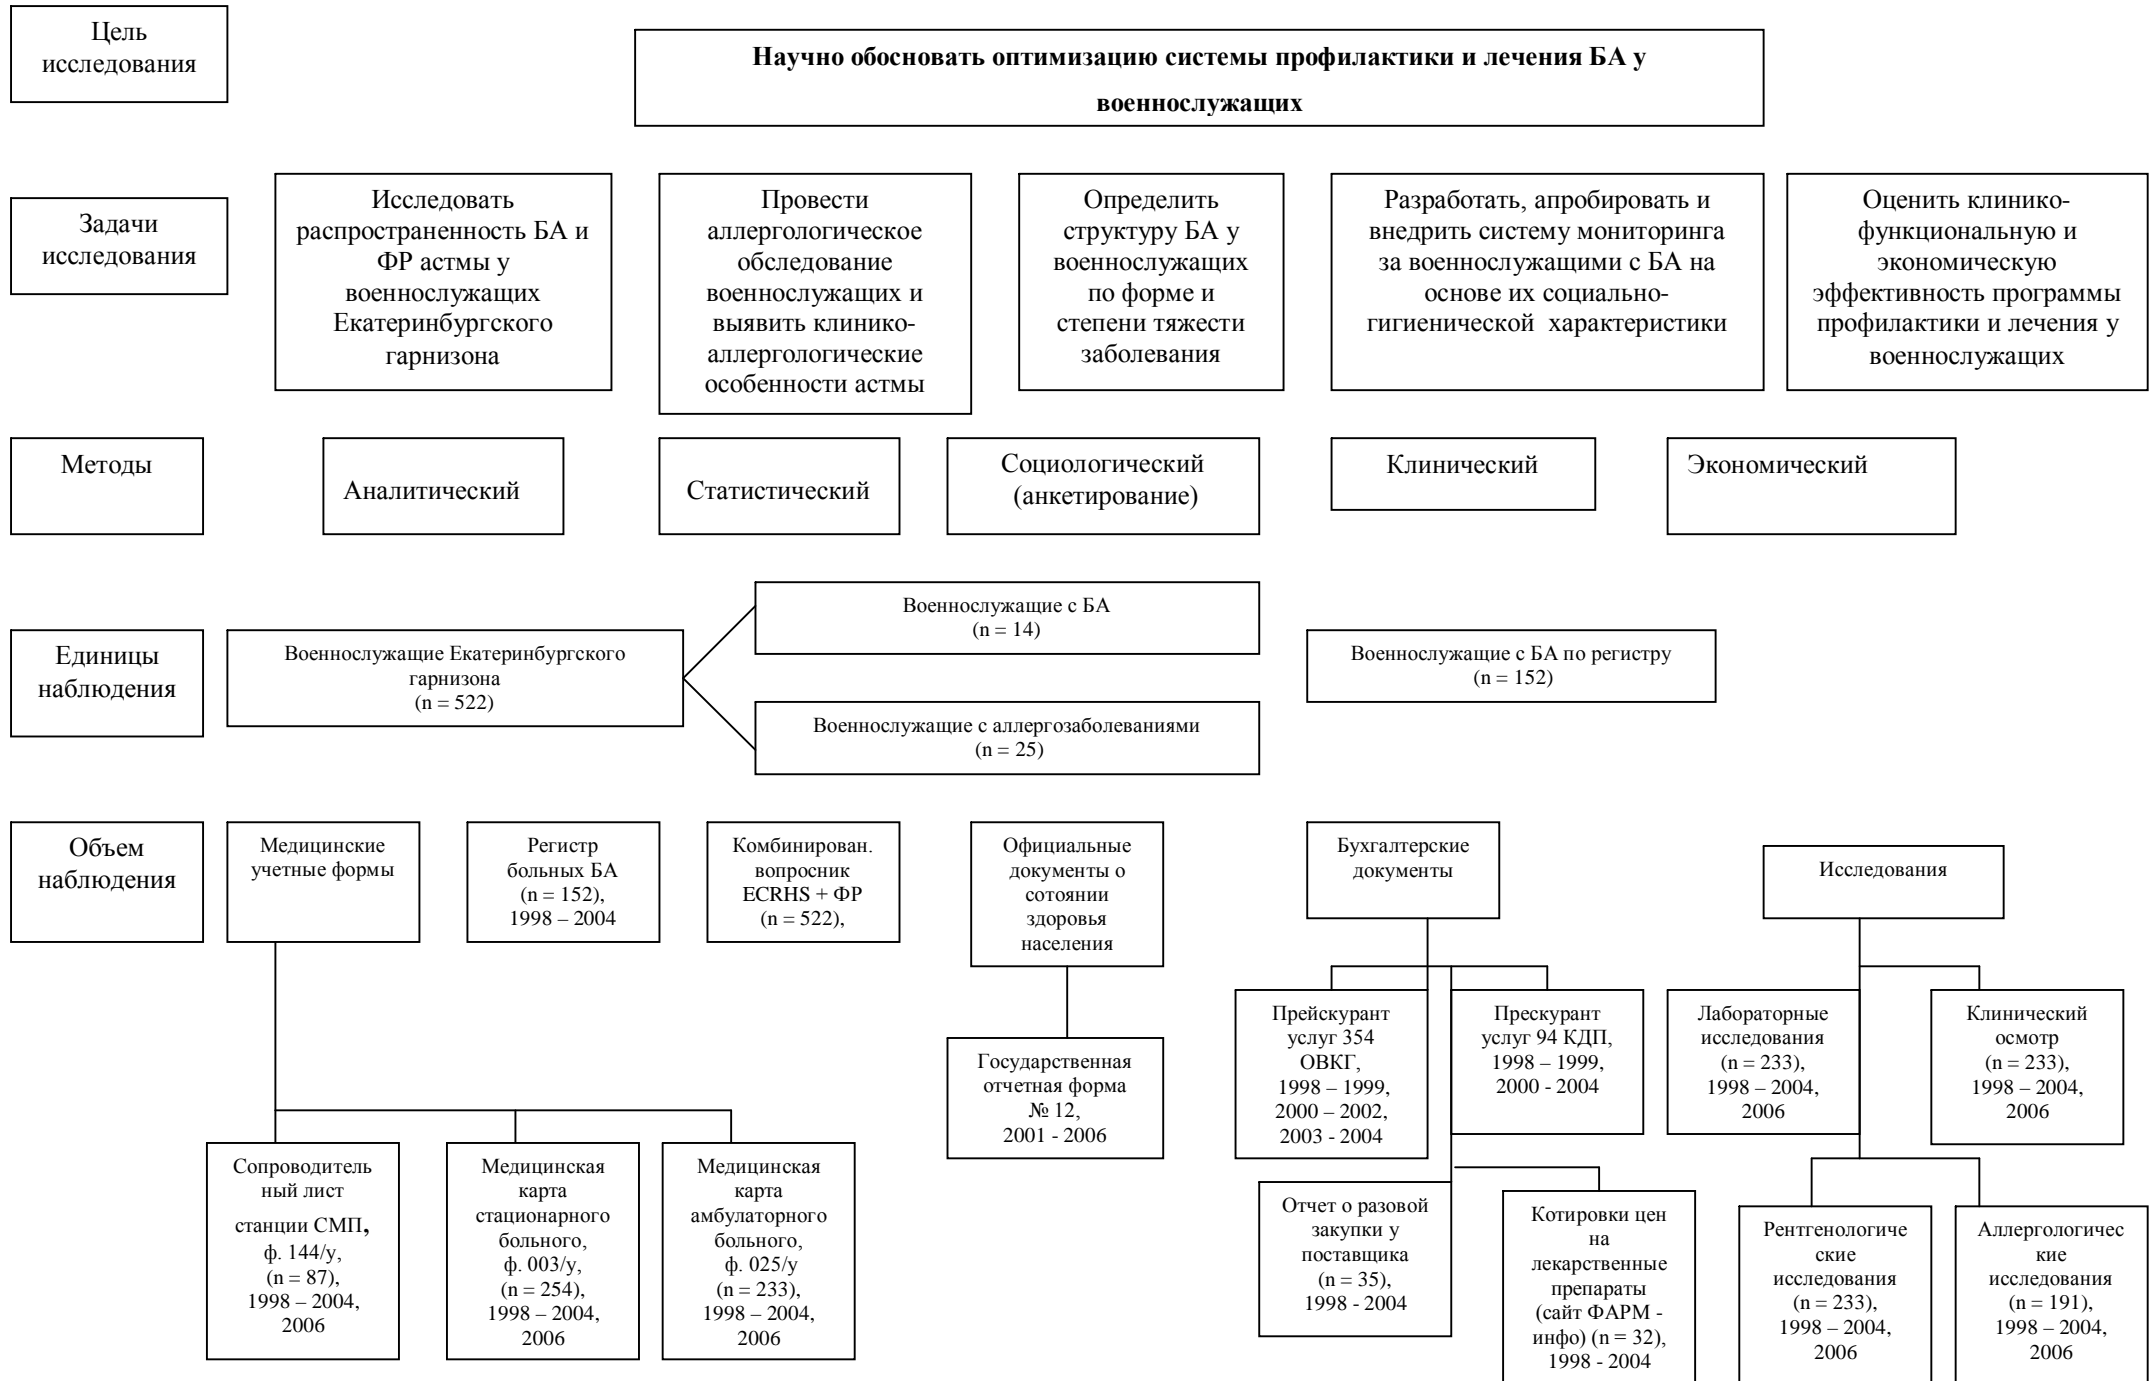 Цель
исследования
Научно обосновать оптимизацию системы профилактики и лечения БА у
военнослужащих
Задачи
исследования
Исследовать
распространенность БА и
ФР астмы у
военнослужащих
Екатеринбургского
гарнизона
Провести
аллергологическое
обследование
военнослужащих и
выявить клинико-
аллергологические
особенности астмы
Определить
структуру БА у
военнослужащих
по форме и
степени тяжести
заболевания
Разработать, апробировать и
внедрить систему мониторинга
за военнослужащими с БА на
основе их социально-
гигиенической характеристики
Оценить клинико-
функциональную и
экономическую
эффективность программы
профилактики и лечения у
военнослужащих
Методы
Аналитический
Статистический
Социологический
(анкетирование)
Клинический
Экономический
Единицы
наблюдения
Военнослужащие Екатеринбургского
гарнизона
(n = 522)
Военнослужащие с БА
(n = 14)
Военнослужащие с аллергозаболеваниями
(n = 25)
Военнослужащие с БА по регистру
(n = 152)
Объем
наблюдения
Медицинские
учетные формы
Регистр
больных БА
(n = 152),
1998 – 2004
Комбинирован.
вопросник
ECRHS + ФР
(n = 522),
Официальные
документы о
сотоянии
здоровья
населения
Бухгалтерские
документы
Исследования
Государственная
отчетная форма
№ 12,
2001 - 2006
Прейскурант
услуг 354
ОВКГ,
1998 – 1999,
2000 – 2002,
2003 - 2004
Прескурант
услуг 94 КДП,
1998 – 1999,
2000 - 2004
Лабораторные
исследования
(n = 233),
1998 – 2004,
2006
Клинический
осмотр
(n = 233),
1998 – 2004,
2006
Сопроводитель
ный лист
станции СМП,
ф. 144/у,
(n = 87),
1998 – 2004,
2006
Медицинская
карта
стационарного
больного,
ф. 003/у,
(n = 254),
1998 – 2004,
2006
Медицинская
карта
амбулаторного
больного,
ф. 025/у
(n = 233),
1998 – 2004,
2006
Отчет о разовой
закупки у
поставщика
(n = 35),
1998 - 2004
Котировки цен
на
лекарственные
препараты
(сайт ФАРМ -
инфо) (n = 32),
1998 - 2004
Рентгенологиче
ские
исследования
(n = 233),
1998 – 2004,
2006
Аллергологичес
кие
исследования
(n = 191),
1998 – 2004,
2006